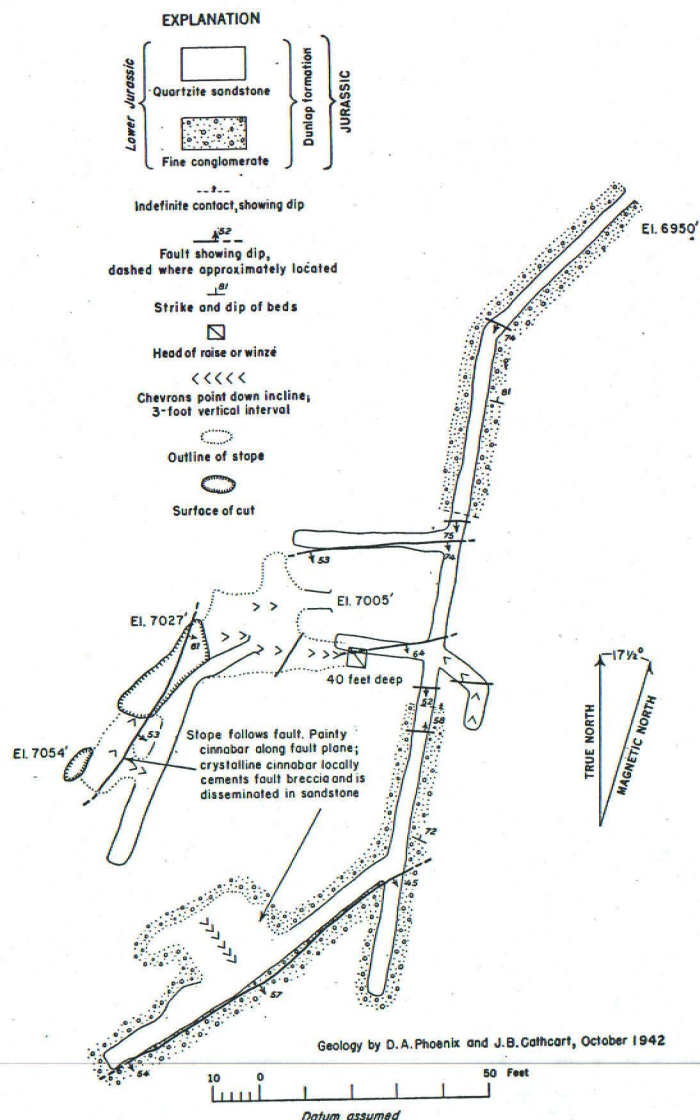 EXPLANATION
Lower Jurassic
Quartzite sandstone
Fine conglomerate
Dunlap formation
JURASSIC
Indefinite contact, showing dip
52
Fault showing dip,
dashed where approximately located
81
Strike and dip of beds
Head of raise or winze
Chevrons point down incline;
3-foot vertical interval
Outline of stope
Surface of cut
El. 6950'
74
81
75
74
53
El. 7005'
El. 7027'
61
64
40 feet deep
52
58
53
El. 7054'
Stope follows fault. Painty
cinnabar along fault plane;
crystalline cinnabar locally
cements fault breccia and is
disseminated in sandstone
72
45
57
54
17½°
TRUE NORTH
MAGNETIC NORTH
Geology by D.A. Phoenix and J.B. Cathcart, October 1942
10 0 50 Feet
Datum assumed